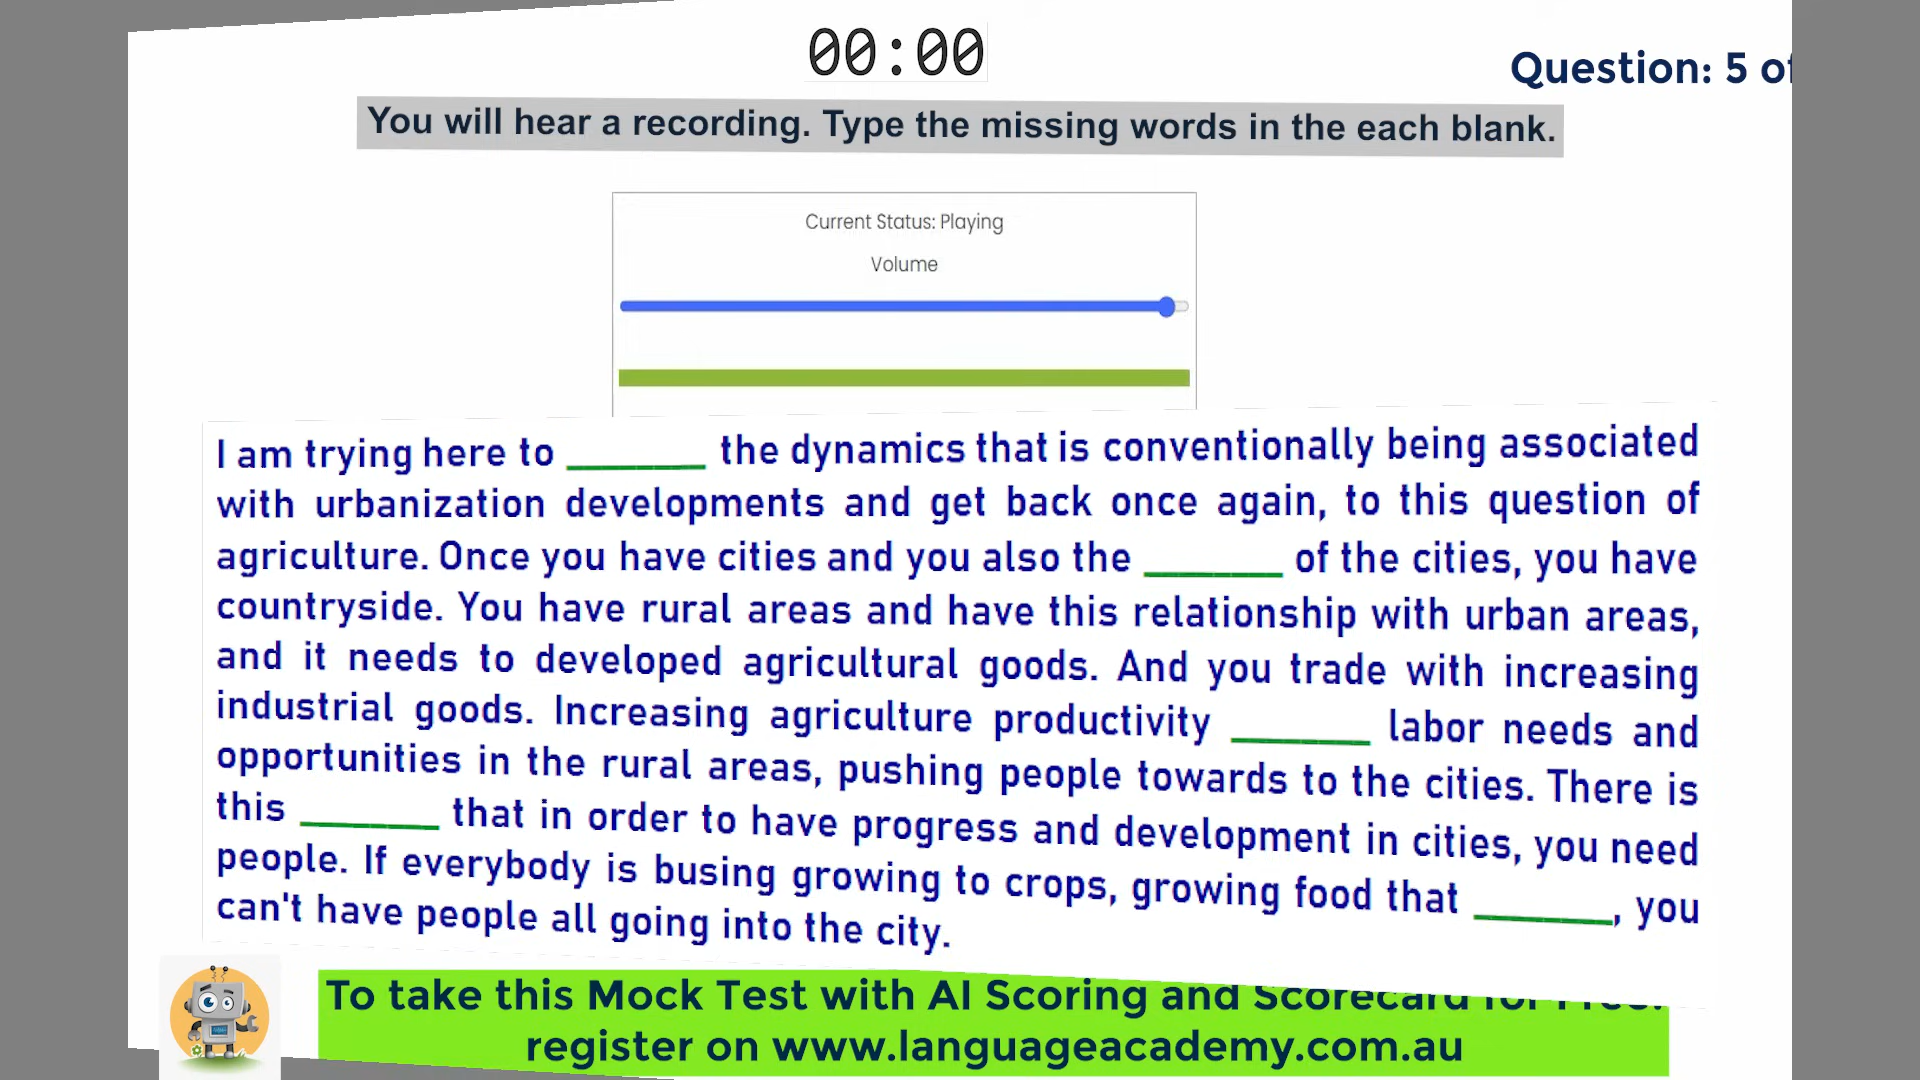 00:00
Question: 5 of
You will hear a recording. Type the missing words in the each blank.
Current Status: Playing
Volume
I am trying here to ______ the dynamics that is conventionally being associated
with urbanization developments and get back once again, to this question of
agriculture. Once you have cities and you also the ______ of the cities, you have
countryside. You have rural areas and have this relationship with urban areas,
and it needs to developed agricultural goods. And you trade with increasing
industrial goods. Increasing agriculture productivity ______ labor needs and
opportunities in the rural areas, pushing people towards to the cities. There is
this ______ that in order to have progress and development in cities, you need
people. If everybody is busing growing to crops, growing food that ______, you
can't have people all going into the city.
To take this Mock Test with AI Scoring and Scorecard for Free.
register on www.languageacademy.com.au